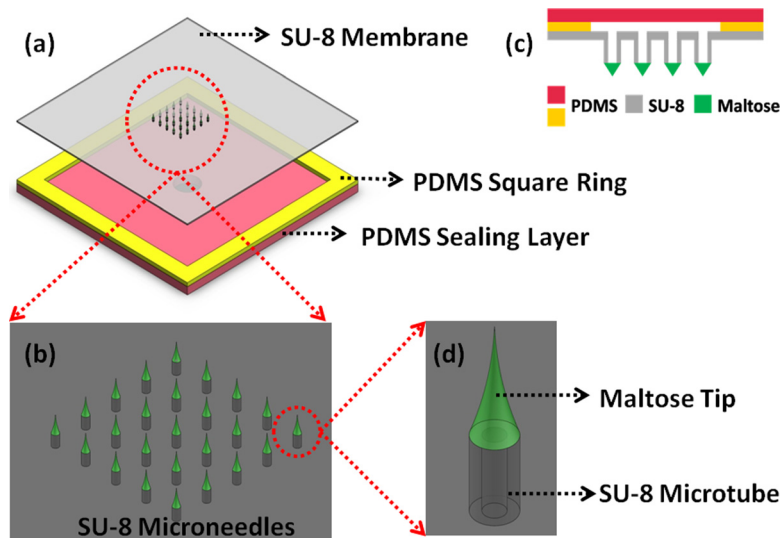 (a)
SU-8 Membrane
PDMS Square Ring
PDMS Sealing Layer
(c)
PDMS
SU-8
Maltose
(b)
SU-8 Microneedles
(d)
Maltose Tip
SU-8 Microtube